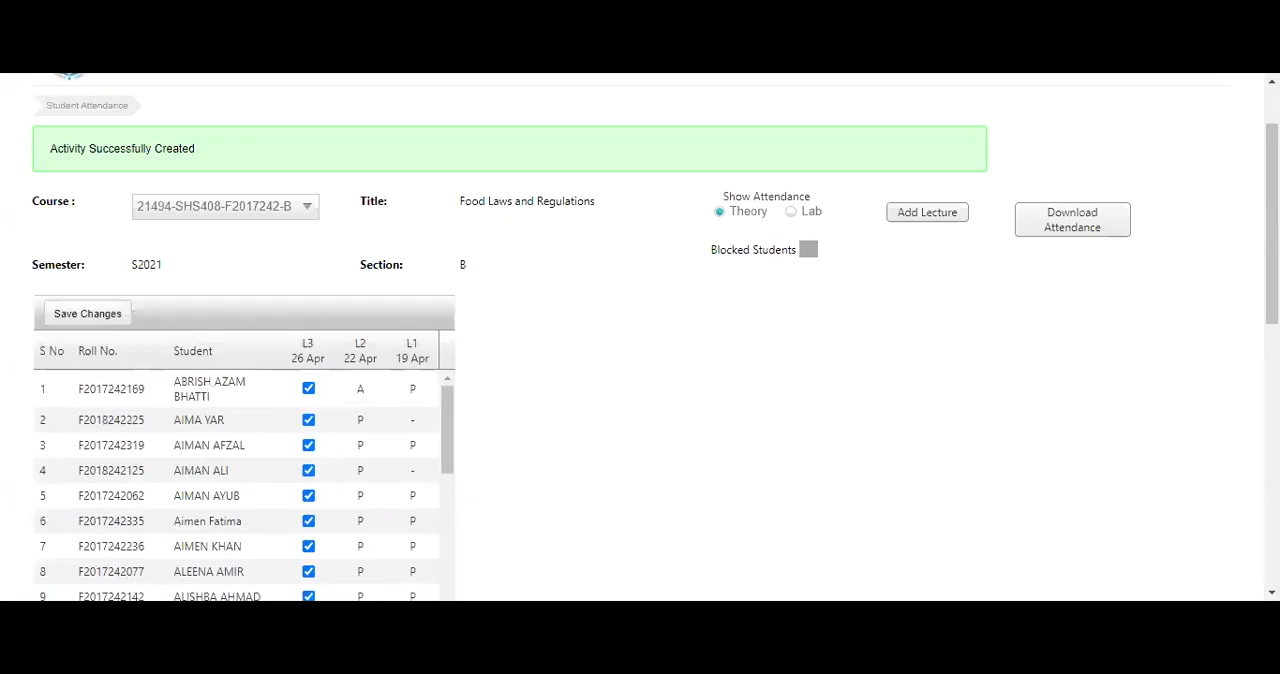 Student Attendance
Activity Successfully Created
Course : 21494-SHS408-F2017242-B Title: Food Laws and Regulations
Show Attendance
Theory Lab
Add Lecture
Download
Attendance
Blocked Students
Semester: S2021 Section: B
Save Changes
S No Roll No. Student L3 26 Apr L2 22 Apr L1 19 Apr
1 F2017242169 ABRISH AZAM BHATTI A P
2 F2018242225 AIMA YAR P -
3 F2017242319 AIMAN AFZAL P P
4 F2018242125 AIMAN ALI P -
5 F2017242062 AIMAN AYUB P P
6 F2017242335 Aimen Fatima P P
7 F2017242236 AIMEN KHAN P P
8 F2017242077 ALEENA AMIR P P
9 F2017242142 ALISHBA AHMAD P P